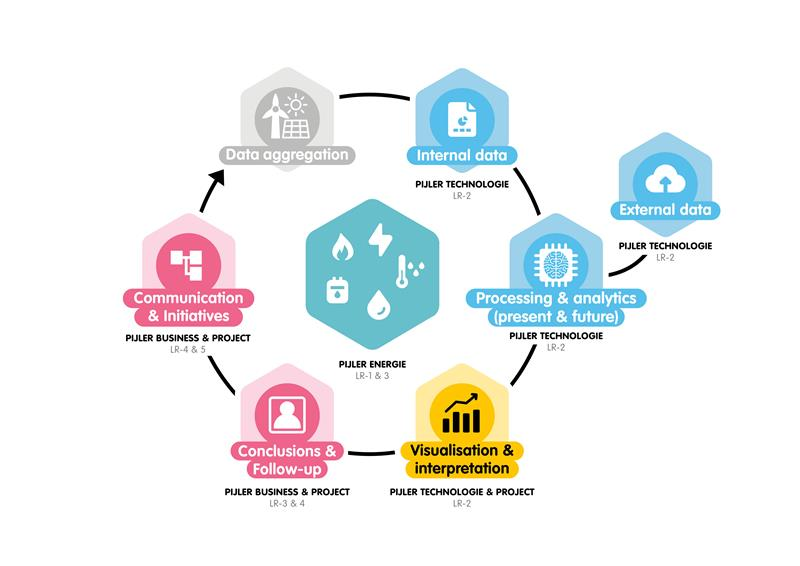 Data aggregation
Internal data
PIJLER TECHNOLOGIE
LR-2
External data
PIJLER TECHNOLOGIE
LR-2
Processing & analytics
(present & future)
PIJLER TECHNOLOGIE
LR-2
Communication
& Initiatives
PIJLER BUSINESS & PROJECT
LR-4 & 5
PIJLER ENERGIE
LR-1 & 3
Conclusions &
Follow-up
PIJLER BUSINESS & PROJECT
LR-3 & 4
Visualisation &
interpretation
PIJLER TECHNOLOGIE & PROJECT
LR-2